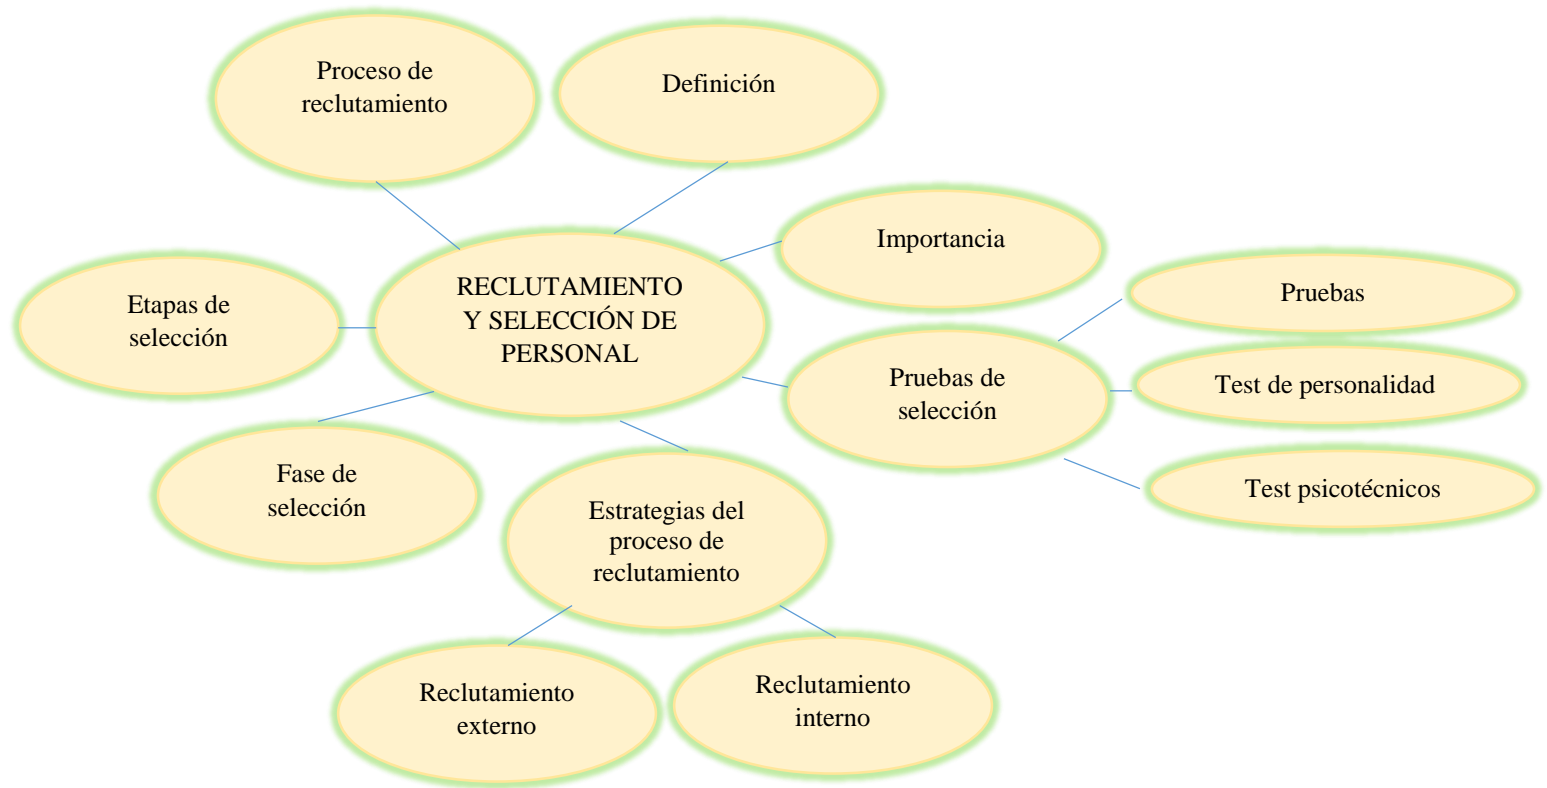 Proceso de
reclutamiento
Definición
Importancia
RECLUTAMIENTO
Y SELECCIÓN DE
PERSONAL
Etapas de
selección
Pruebas
Pruebas de
selección
Test de personalidad
Test psicotécnicos
Fase de
selección
Estrategias del
proceso de
reclutamiento
Reclutamiento
externo
Reclutamiento
interno